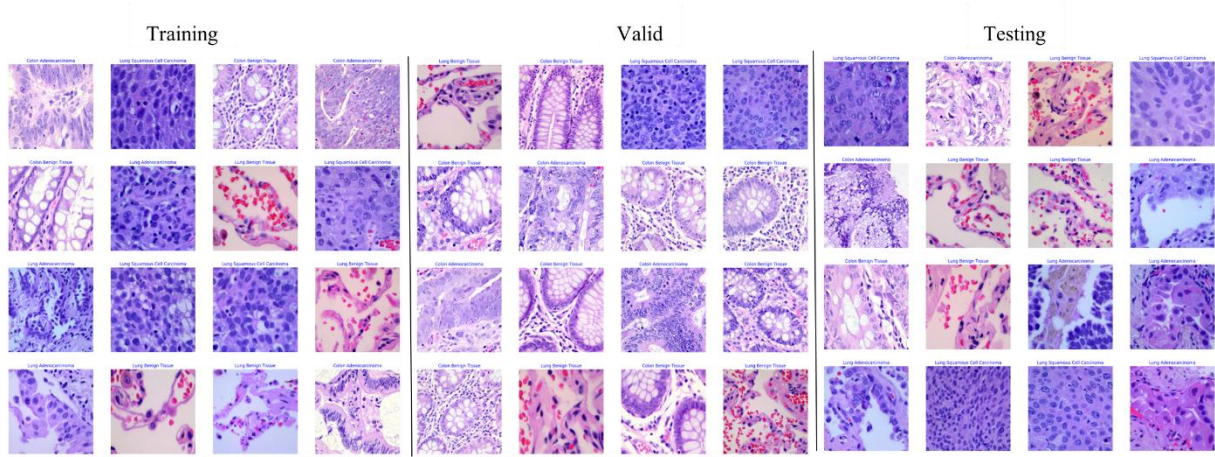 Training
Colon Adenocarcinoma Lung Squamous Cell Carcinoma Colon Benign Tissue Colon Adenocarcinoma
Colon Benign Tissue Lung Adenocarcinoma Lung Benign Tissue Lung Squamous Cell Carcinoma
Lung Adenocarcinoma Lung Squamous Cell Carcinoma Lung Squamous Cell Carcinoma Lung Benign Tissue
Lung Adenocarcinoma Lung Benign Tissue Lung Benign Tissue Colon Adenocarcinoma
Valid
Lung Benign Tissue Colon Benign Tissue Lung Squamous Cell Carcinoma Lung Squamous Cell Carcinoma
Colon Benign Tissue Colon Adenocarcinoma Colon Benign Tissue Colon Benign Tissue
Colon Adenocarcinoma Colon Benign Tissue Colon Adenocarcinoma Colon Benign Tissue
Colon Benign Tissue Lung Benign Tissue Colon Benign Tissue Lung Benign Tissue
Testing
Lung Squamous Cell Carcinoma Colon Adenocarcinoma Lung Benign Tissue Lung Squamous Cell Carcinoma
Colon Adenocarcinoma Lung Benign Tissue Lung Benign Tissue Lung Adenocarcinoma
Colon Benign Tissue Lung Benign Tissue Lung Adenocarcinoma Lung Adenocarcinoma
Lung Adenocarcinoma Lung Squamous Cell Carcinoma Lung Squamous Cell Carcinoma Lung Adenocarcinoma